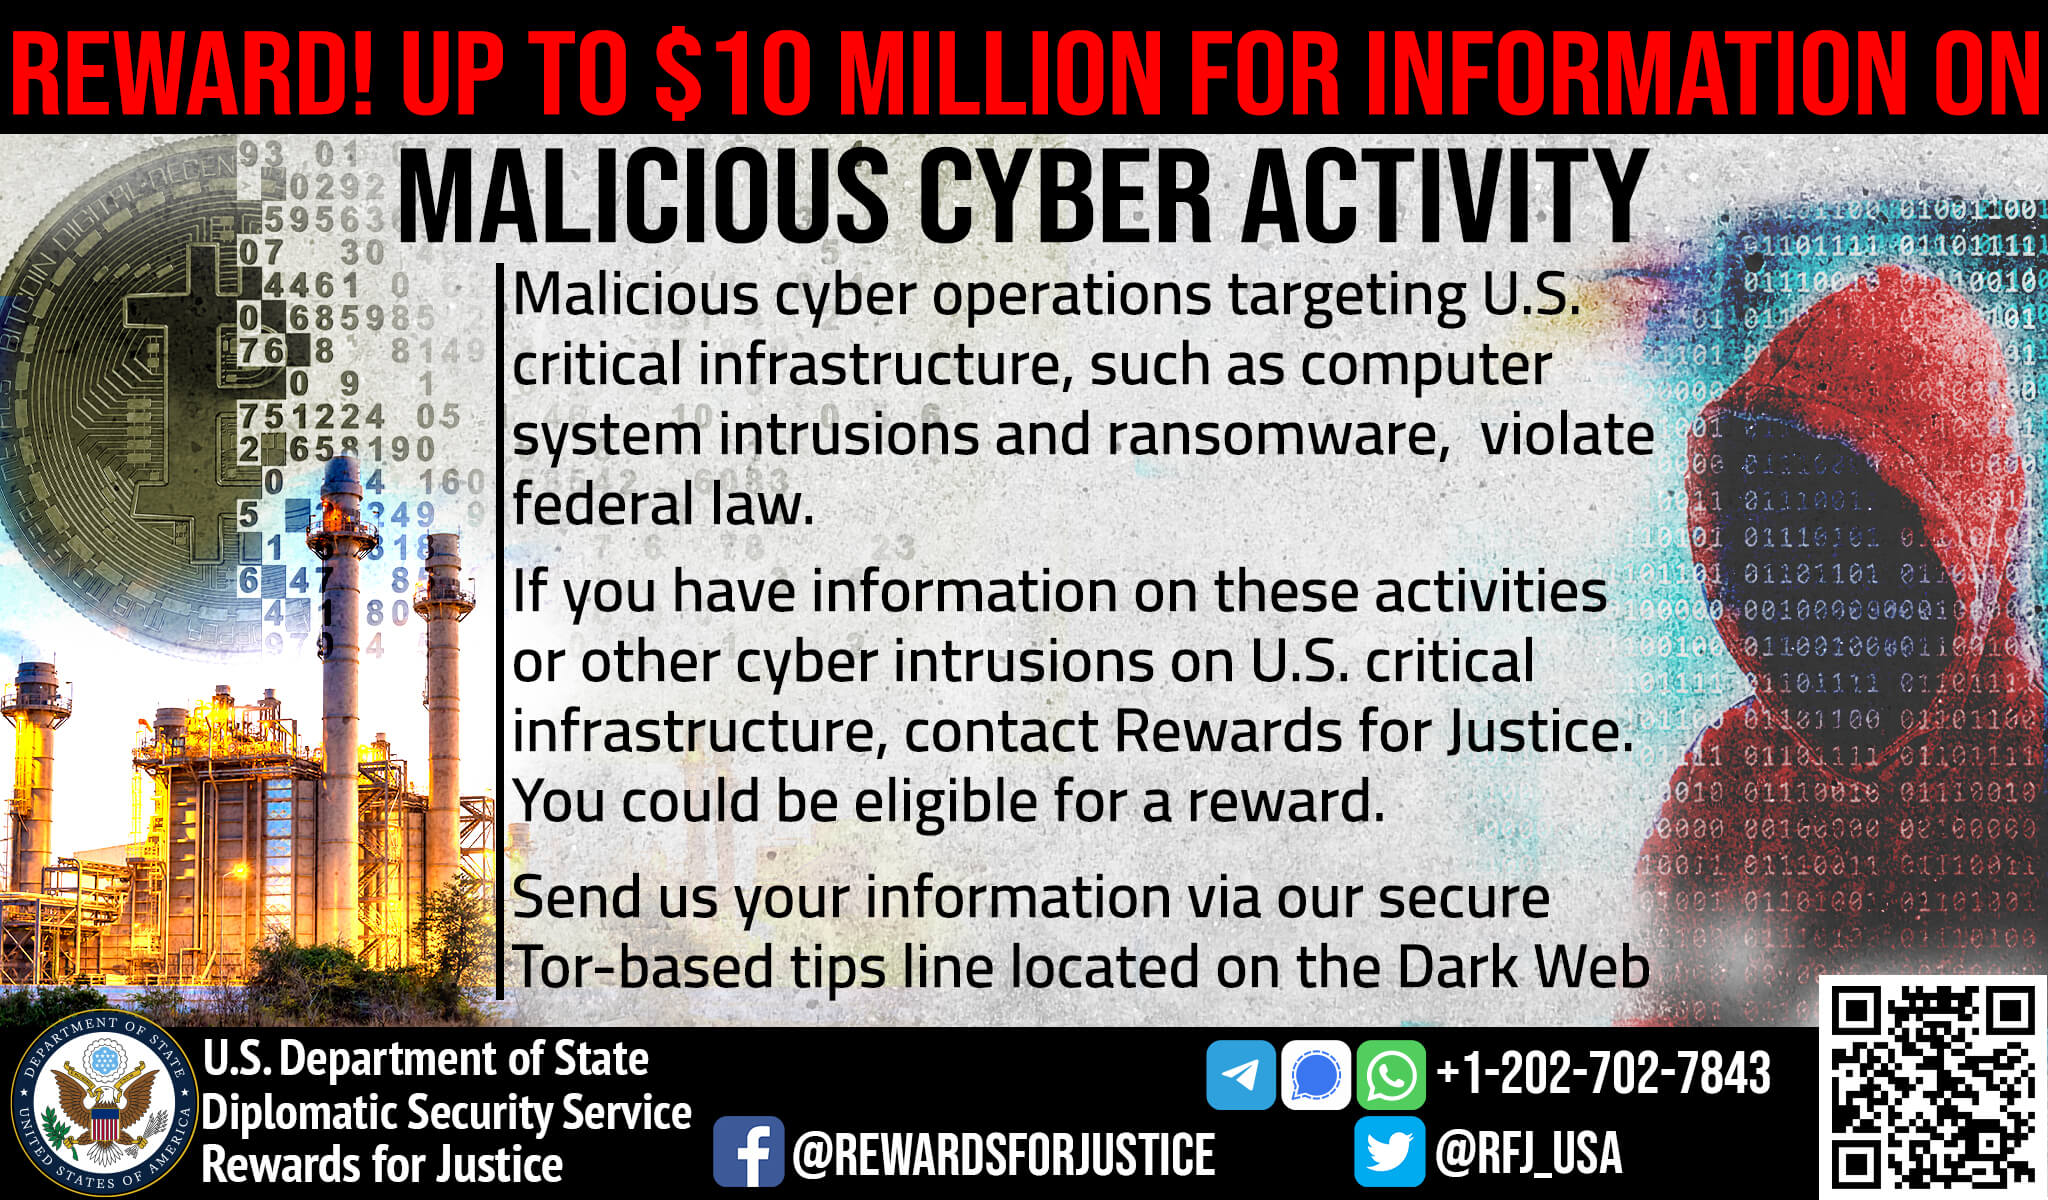 REWARD! UP TO $10 MILLION FOR INFORMATION ON
MALICIOUS CYBER ACTIVITY
Malicious cyber operations targeting U.S.
critical infrastructure, such as computer
system intrusions and ransomware,  violate
federal law.
If you have information on these activities
or other cyber intrusions on U.S. critical
infrastructure, contact Rewards for Justice.
You could be eligible for a reward.
Send us your information via our secure
Tor-based tips line located on the Dark Web
DEPARTMENT OF STATE
UNITED STATES OF AMERICA
U.S. Department of State
Diplomatic Security Service
Rewards for Justice
+1-202-702-7843
@REWARDSFORJUSTICE
@RFJ_USA